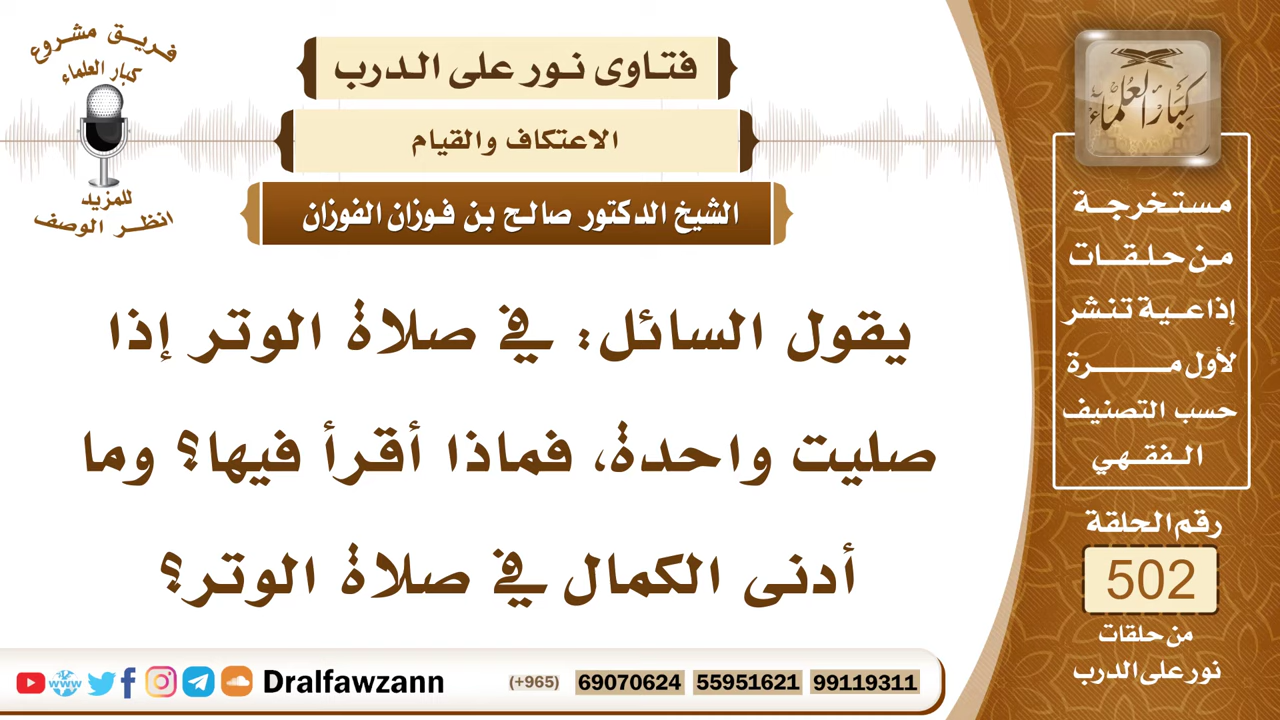 فريق مشروع
كبار العلماء
للمزيد
انظر الوصف
فتاوى نور على الدرب
الاعتكاف والقيام
الشيخ الدكتور صالح بن فوزان الفوزان
يقول السائل: في صلاة الوتر إذا
صليت واحدة، فماذا أقرأ فيها؟ وما
أدنى الكمال في صلاة الوتر؟
كبار العلماء
مستخرجة
من حلقات
إذاعية تنشر
لأول مرة
حسب التصنيف
الفقهي
رقم الحلقة
502
من حلقات
نور على الدرب
www Dralfawzann (+965) 69070624 55951621 99119311